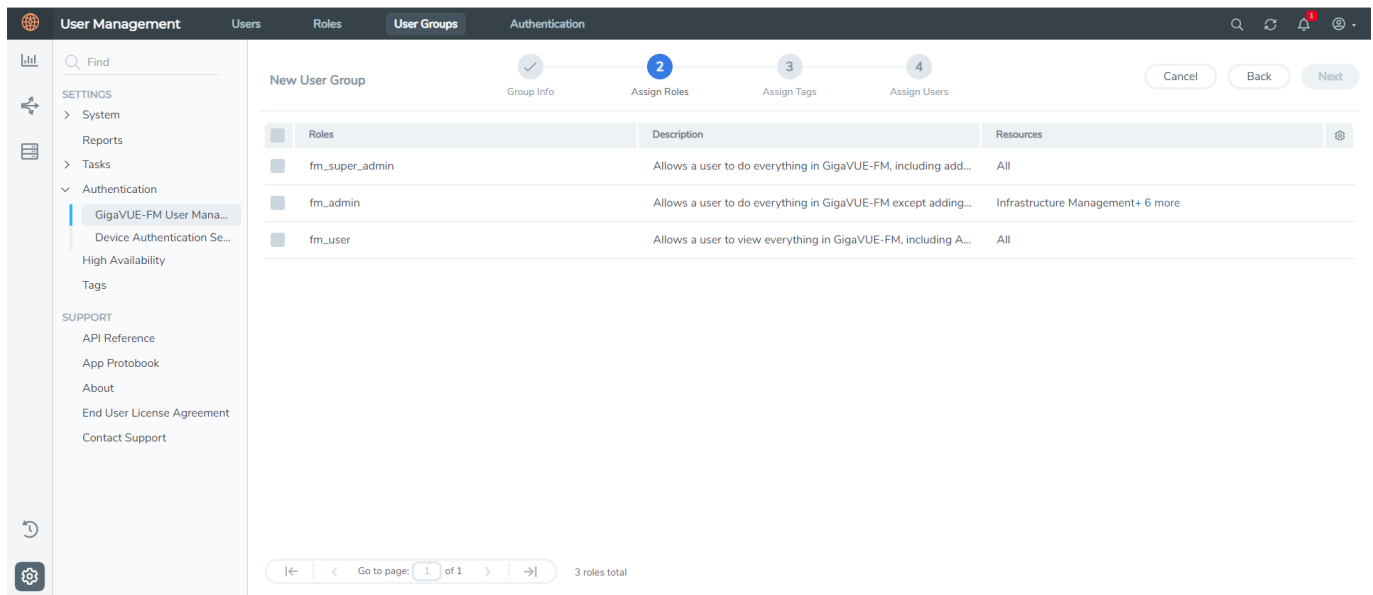 User Management Users Roles User Groups Authentication 1
Find
SETTINGS
System
Reports
Tasks
Authentication
GigaVUE-FM User Mana...
Device Authentication Se...
High Availability
Tags
SUPPORT
API Reference
App Protobook
About
End User License Agreement
Contact Support
New User Group
Group Info
2
Assign Roles
3
Assign Tags
4
Assign Users
Cancel Back Next
Roles Description Resources
fm_super_admin Allows a user to do everything in GigaVUE-FM, including add... All
fm_admin Allows a user to do everything in GigaVUE-FM except adding... Infrastructure Management+ 6 more
fm_user Allows a user to view everything in GigaVUE-FM, including A... All
Go to page: 1 of 1 3 roles total